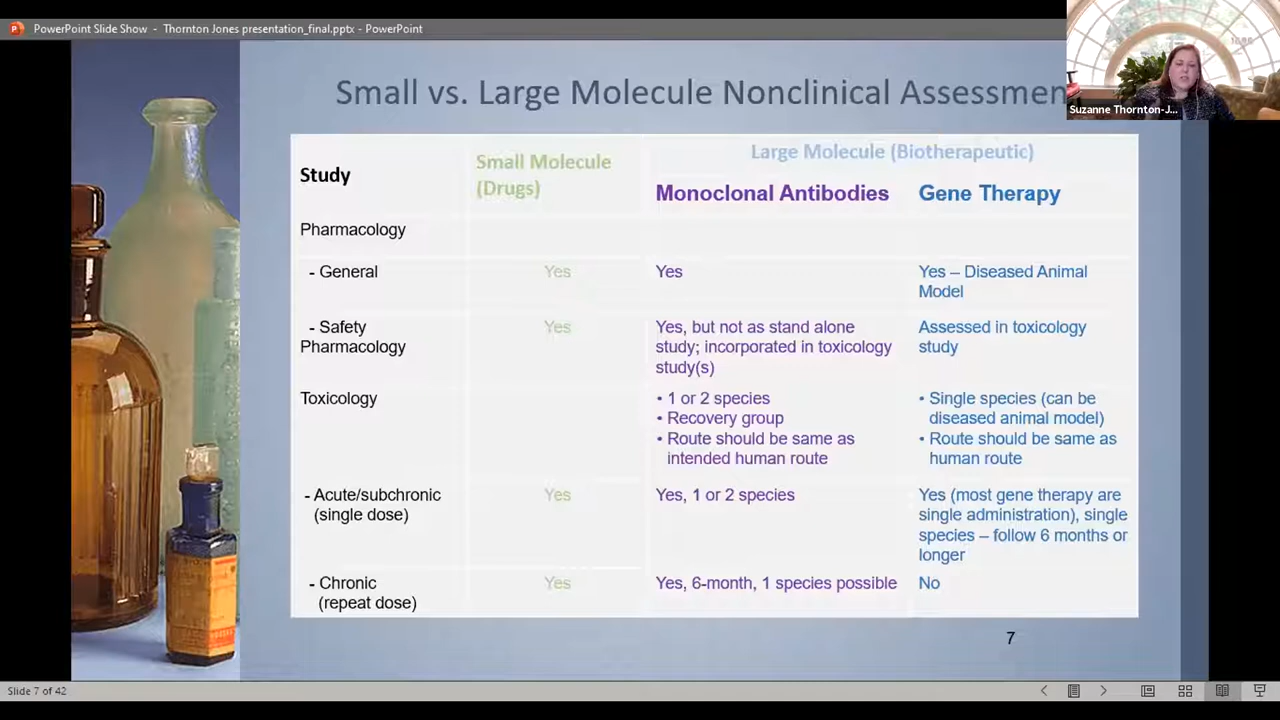 PowerPoint Slide Show - Thornton Jones presentation_final.pptx - PowerPoint
Suzanne Thornton-J...
Small vs. Large Molecule Nonclinical Assessmen
Study
Small Molecule
(Drugs)
Large Molecule (Biotherapeutic)
Monoclonal Antibodies
Gene Therapy
Pharmacology
- General
Yes
Yes
Yes – Diseased Animal
Model
- Safety
Pharmacology
Yes
Yes, but not as stand alone
study; incorporated in toxicology
study(s)
Assessed in toxicology
study
Toxicology
• 1 or 2 species
• Recovery group
• Route should be same as
intended human route
• Single species (can be
diseased animal model)
• Route should be same as
human route
- Acute/subchronic
(single dose)
Yes
Yes, 1 or 2 species
Yes (most gene therapy are
single administration), single
species – follow 6 months or
longer
- Chronic
(repeat dose)
Yes
Yes, 6-month, 1 species possible
No
7
Slide 7 of 42